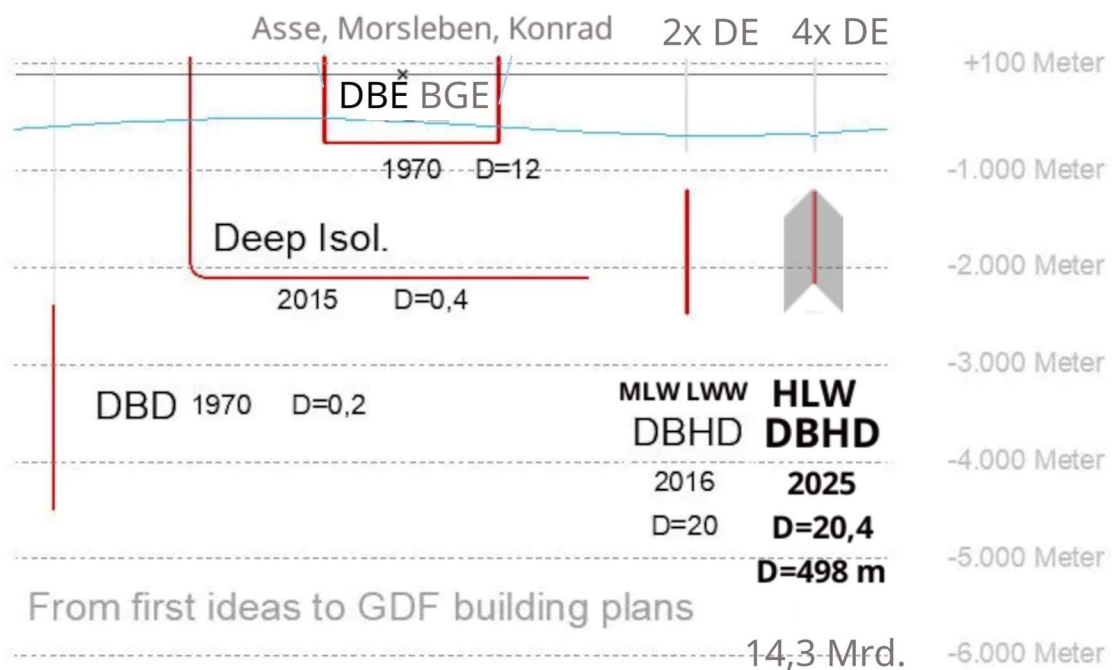 Asse, Morsleben, Konrad 2x DE 4x DE
+100 Meter
DBE BGE
1970 D=12 -1.000 Meter
Deep Isol.
-2.000 Meter
2015 D=0,4
-3.000 Meter
MLW LWW HLW
DBD 1970 D=0,2 DBHD DBHD
-4.000 Meter
2016 2025
D=20 D=20,4
-5.000 Meter
D=498 m
From first ideas to GDF building plans
14,3 Mrd. -6.000 Meter